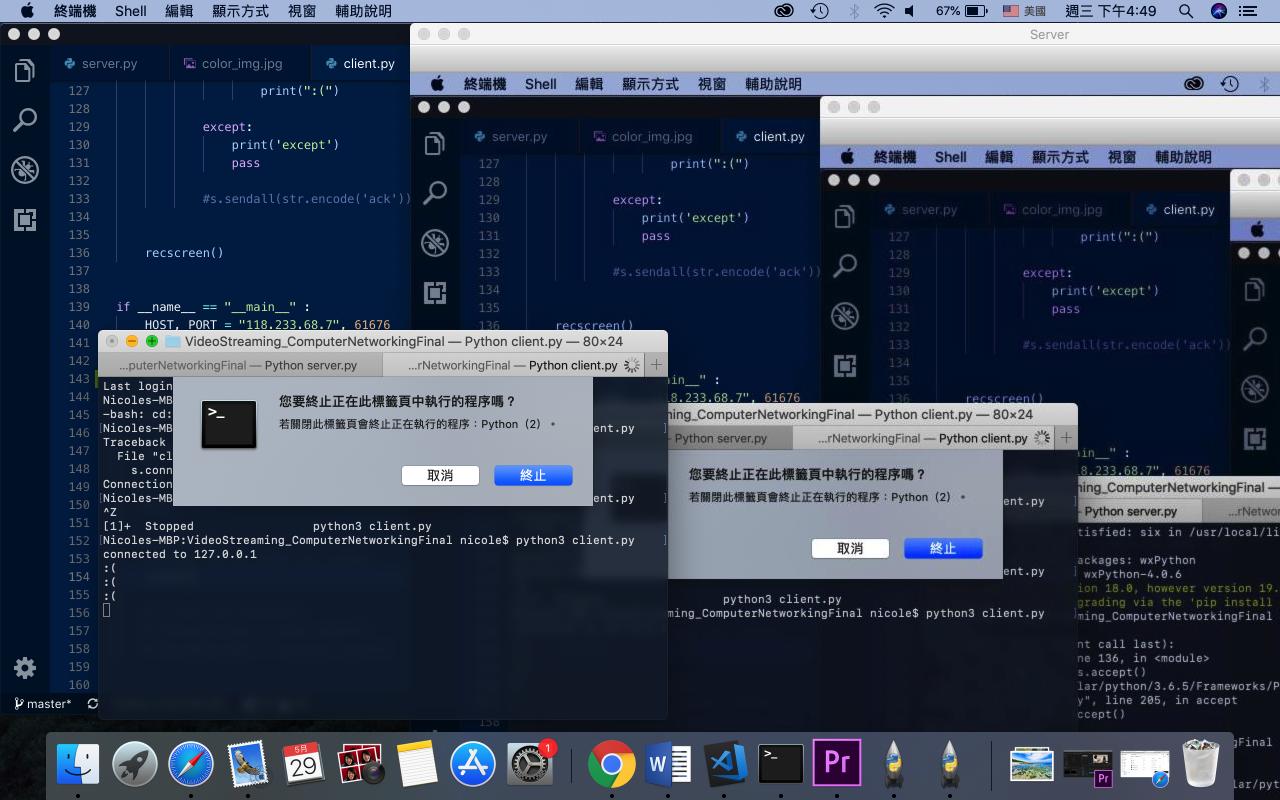 終端機 Shell 編輯 顯示方式 視窗 輔助說明 67% 美國 週三 下午4:49
Server
server.py color_img.jpg client.py
127 print(":(")
128
129 except:
130 print('except')
131 pass
132
133 #s.sendall(str.encode('ack'))
134
135
136 recscreen()
137
138
139 if __name__ == "__main__" :
140 HOST, PORT = "118.233.68.7", 61676
141
142
143
144
145
146
147
148
149
150
151
152
153
154
155
156
157
158
159
160
master*
VideoStreaming_ComputerNetworkingFinal — Python client.py — 80×24
...puterNetworkingFinal — Python server.py ...rNetworkingFinal — Python client.py
Last login
Nicoles-MB
-bash: cd:
[Nicoles-MB ent.py ]
Traceback
File "cl
s.conn
Connection
[Nicoles-MB ent.py ]
^Z
[1]+ Stopped python3 client.py
[Nicoles-MBP:VideoStreaming_ComputerNetworkingFinal nicole$ python3 client.py ]
connected to 127.0.0.1
:(
:(
:(
您要終止正在此標籤頁中執行的程序嗎？
若關閉此標籤頁會終止正在執行的程序：Python（2）。
取消 終止
終端機 Shell 編輯 顯示方式 視窗 輔助說明
server.py color_img.jpg client.py
127 print(":(")
128
129 except:
130 print('except')
131 pass
132
133 #s.sendall(str.encode('ack'))
134
135
136 recscreen()
ain__" :
18.233.68.7", 61676
ming_ComputerNetworkingFinal — Python client.py — 80×24
Python server.py ...rNetworkingFinal — Python client.py
您要終止正在此標籤頁中執行的程序嗎？
若關閉此標籤頁會終止正在執行的程序：Python（2）。
取消 終止
ent.py ]
ent.py ]
python3 client.py
ming_ComputerNetworkingFinal nicole$ python3 client.py ]
158
終端機 Shell 編輯 顯示方式 視窗 輔助說明
server.py color_img.jpg client.py
127 print(":(")
128
129 except:
130 print('except')
131 pass
132
133 #s.sendall(str.encode('ack'))
134
135
136 recscreen()
ain__" :
8.233.68.7", 61676
ming_ComputerNetworkingFinal
Python server.py ...rNetwor
tisfied: six in /usr/local/li
ackages: wxPython
wxPython-4.0.6
ion 18.0, however version 19.
grading via the 'pip install
ming_ComputerNetworkingFinal
nt call last):
ne 136, in <module>
s.accept()
lar/python/3.6.5/Frameworks/P
y", line 205, in accept
ccept()
5月
29
1
Pr
Pr